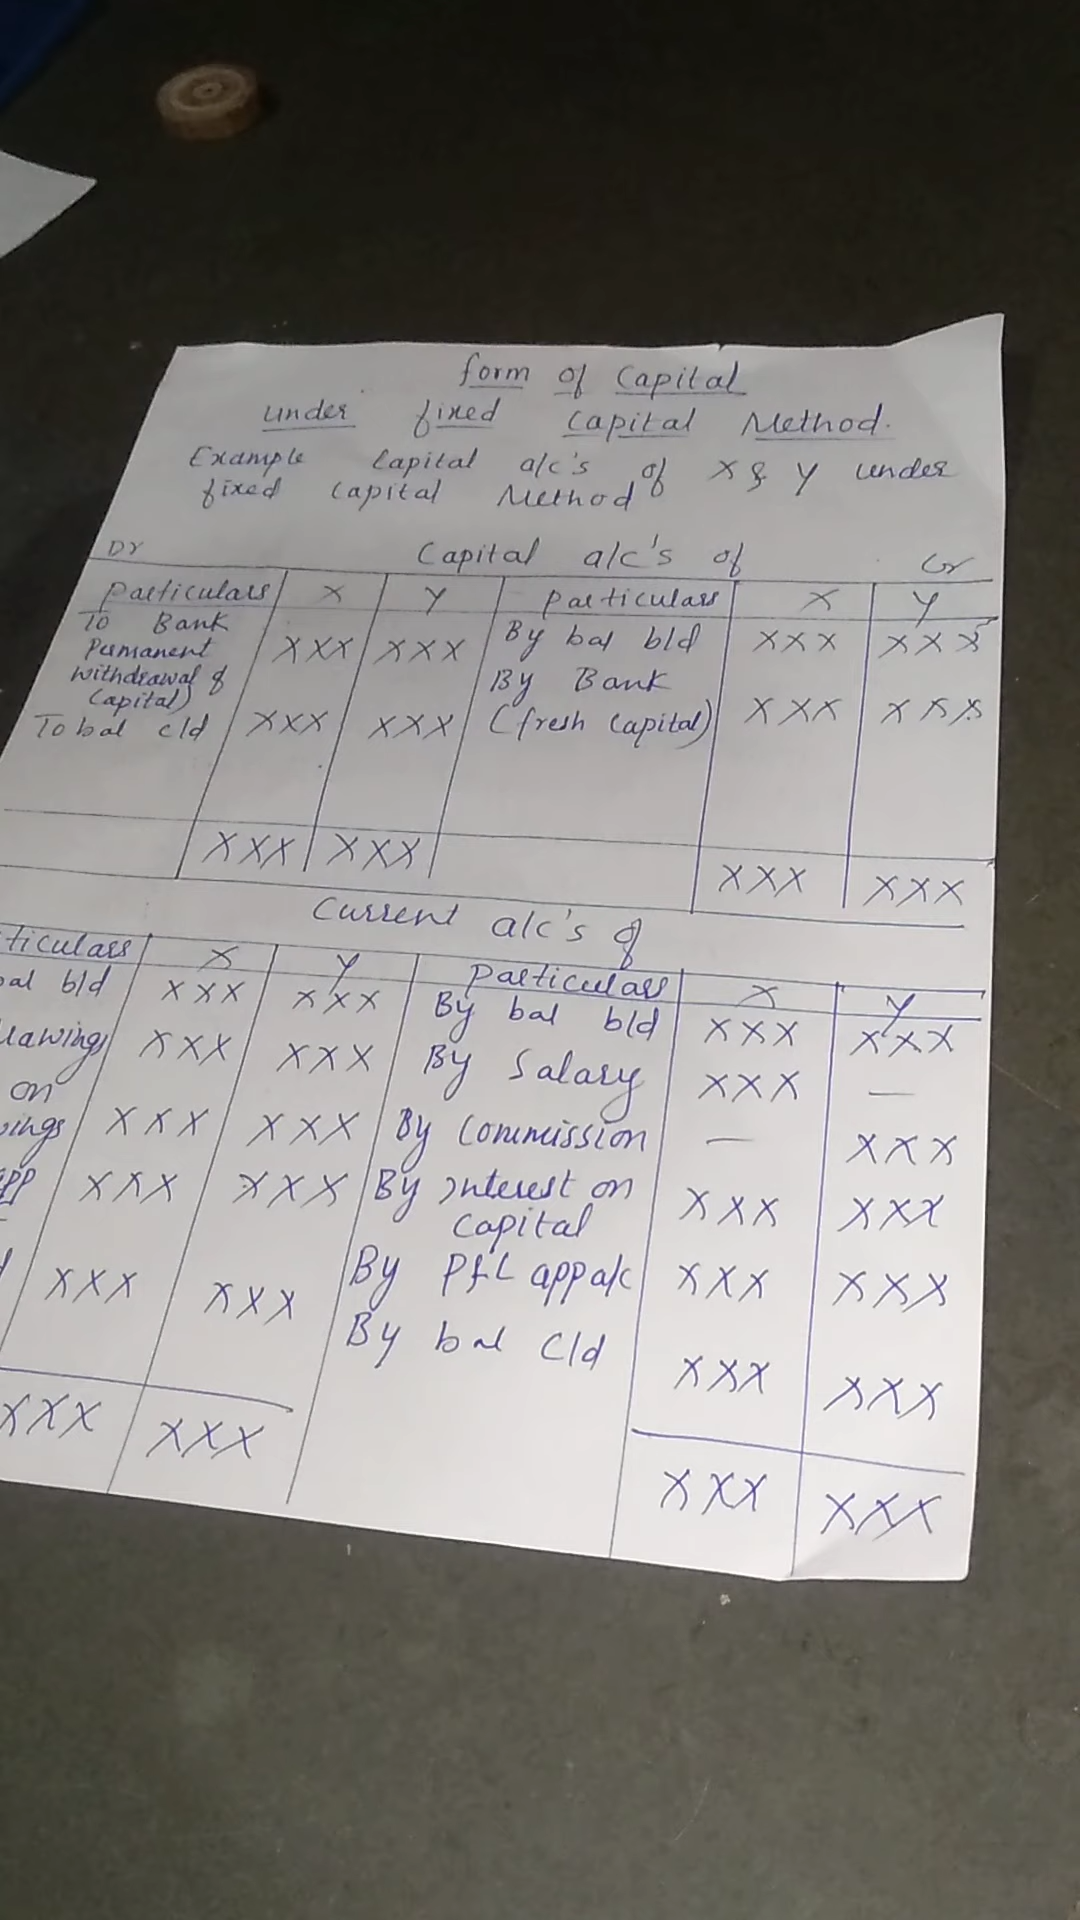 form of Capital
under fixed Capital Method.
Example Capital a/c's of X & Y under
fixed Capital Method
Dr Capital a/c's of Cr
Particulars X Y Particulars X Y
To Bank XXX XXX By bal b/d XXX XXX
Permanent
withdrawal of By Bank
Capital) (fresh Capital) XXX XXX
To bal c/d XXX XXX
XXX XXX XXX XXX
Current a/c's of
X Y Particulars X Y
b/d XXX XXX By bal b/d XXX XXX
XXX XXX By Salary XXX —
on
XXX XXX By Commission — XXX
XXX XXX By Interest on XXX XXX
Capital
XXX XXX By P&L app a/c XXX XXX
By bal C/d XXX XXX
XXX XXX XXX XXX